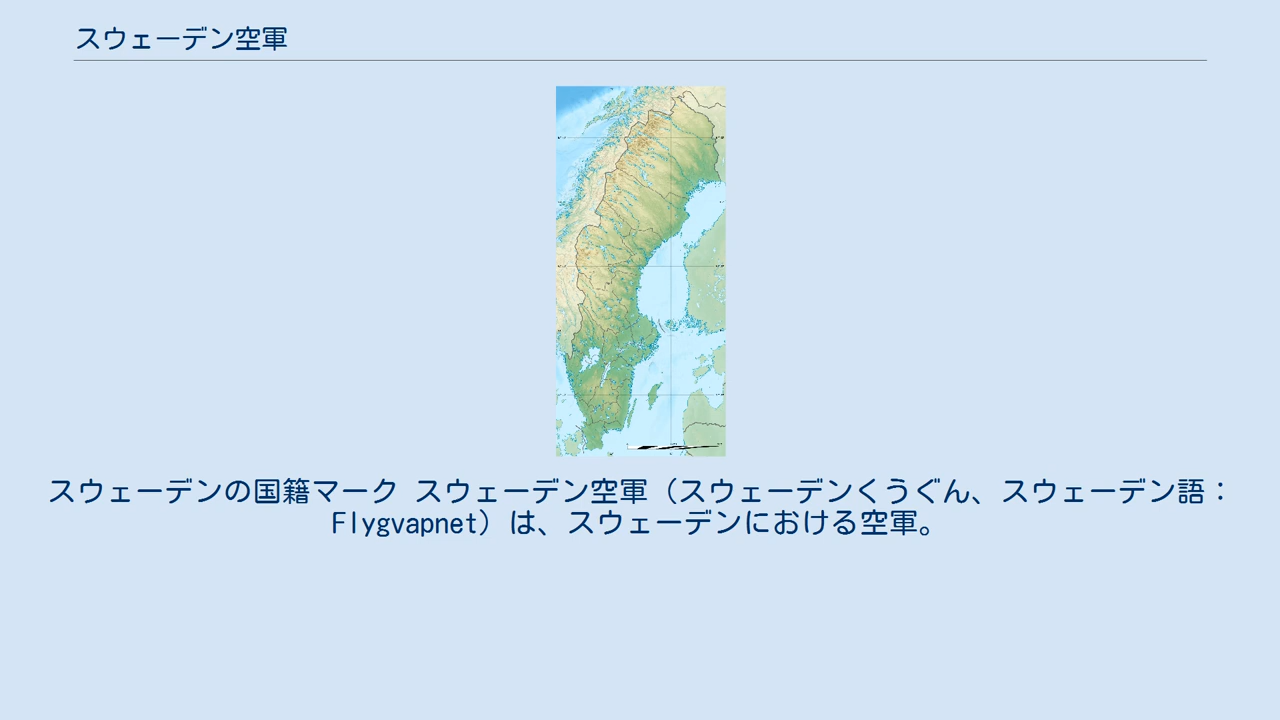 スウェーデン空軍
スウェーデンの国籍マーク スウェーデン空軍（スウェーデンくうぐん、スウェーデン語：
Flygvapnet）は、スウェーデンにおける空軍。